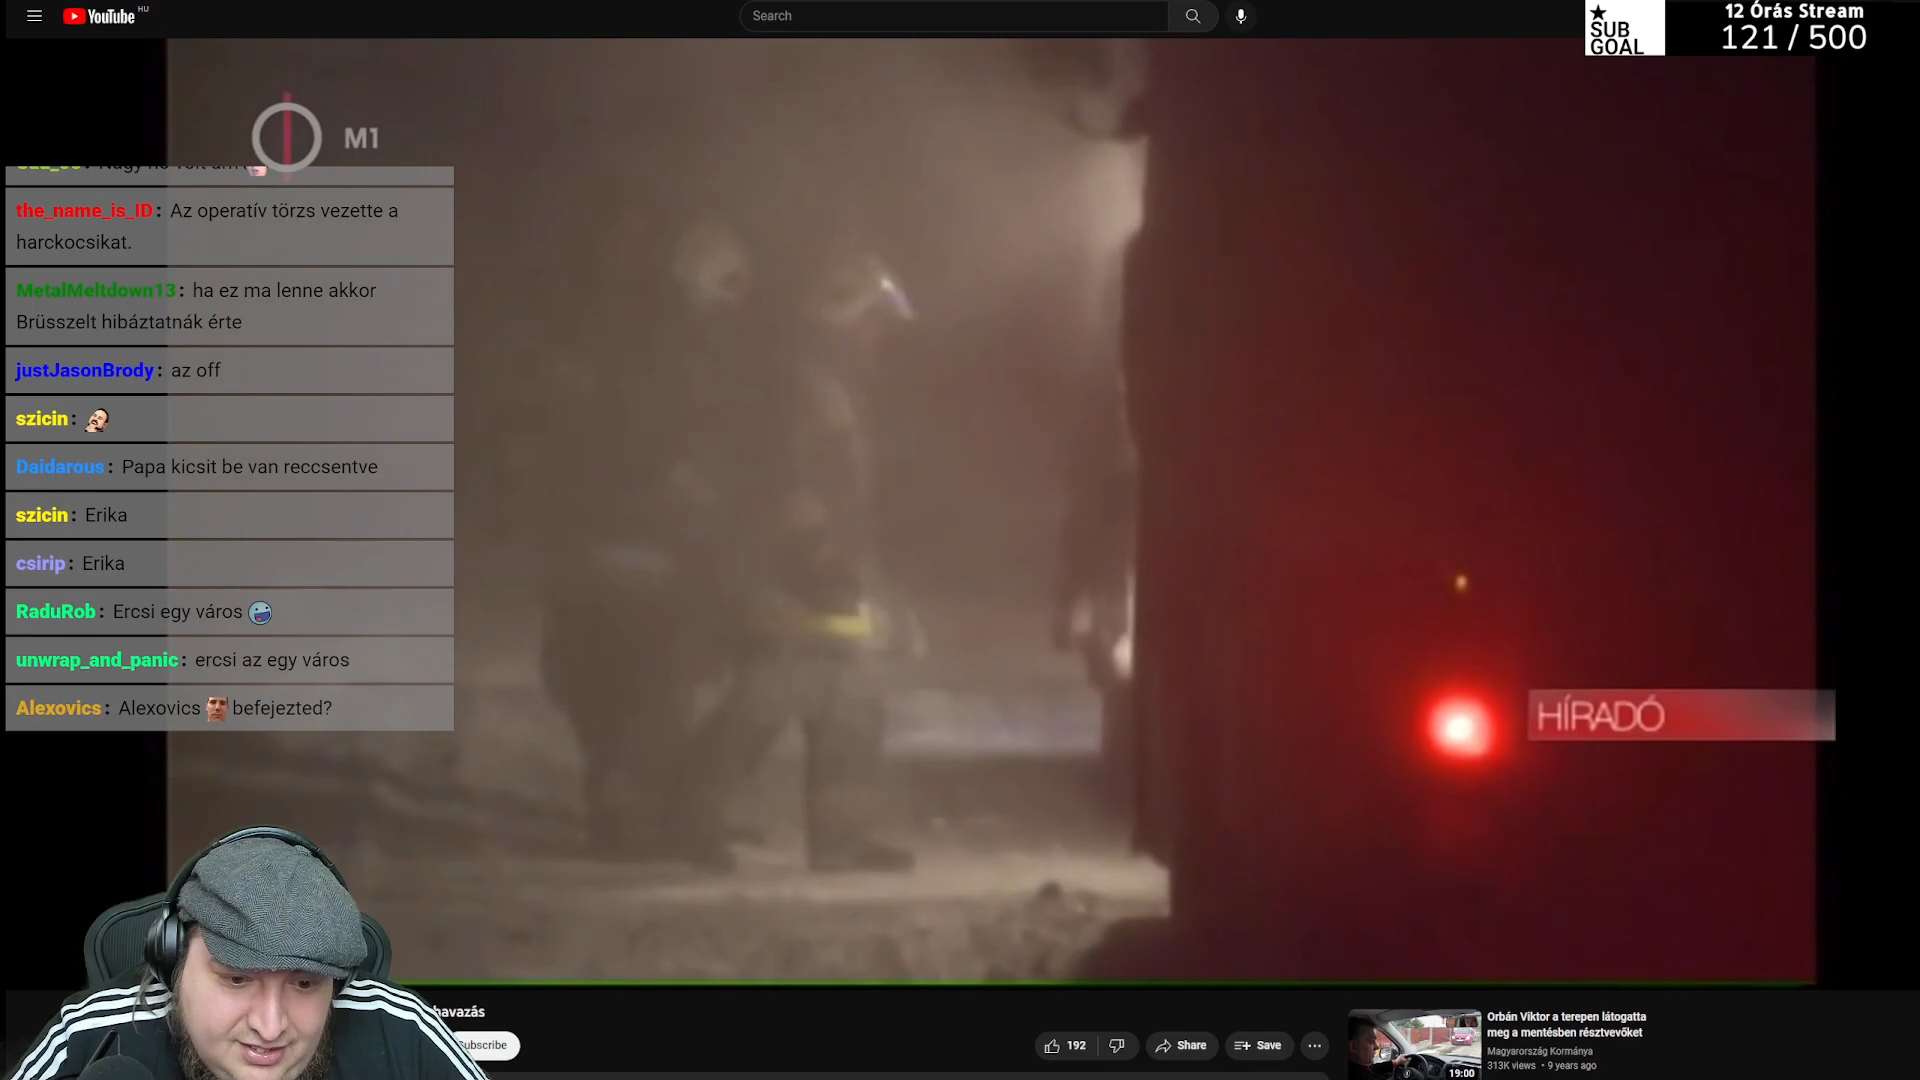 YouTube HU
Search
SUB GOAL
12 Órás Stream
121 / 500
M1
the_name_is_ID: Az operatív törzs vezette a
harckocsikat.
MetalMeltdown13: ha ez ma lenne akkor
Brüsszelt hibáztatnák érte
justJasonBrody: az off
szicin:
Daidarous: Papa kicsit be van reccsentve
szicin: Erika
csirip: Erika
RaduRob: Ercsi egy város
unwrap_and_panic: ercsi az egy város
Alexovics: Alexovics befejezted?
HÍRADÓ
havazás
ubscribe
192
Share
Save
Orbán Viktor a terepen látogatta
meg a mentésben résztvevőket
Magyarország Kormánya
313K views • 9 years ago
19:00